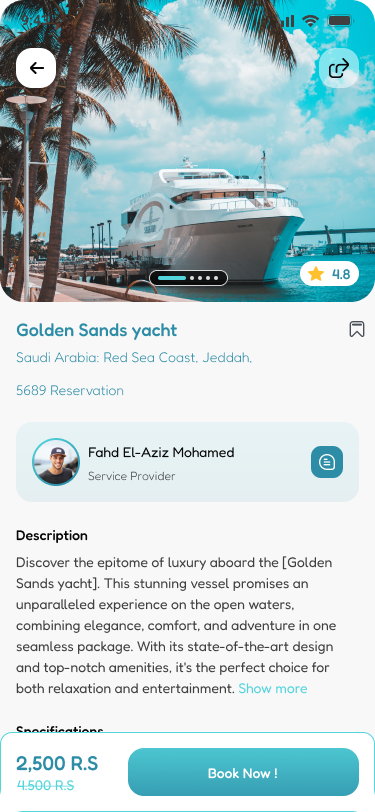 4.8
Golden Sands yacht
Saudi Arabia: Red Sea Coast, Jeddah,
5689 Reservation
Fahd El-Aziz Mohamed
Service Provider
Description
Discover the epitome of luxury aboard the [Golden
Sands yacht]. This stunning vessel promises an
unparalleled experience on the open waters,
combining elegance, comfort, and adventure in one
seamless package. With its state-of-the-art design
and top-notch amenities, it's the perfect choice for
both relaxation and entertainment. Show more
Specifications
2,500 R.S
4.500 R.S
Book Now !